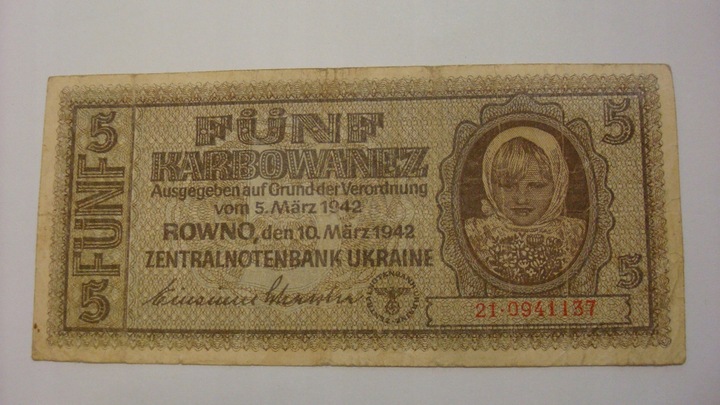 5 FÜNF 5
FÜNF
KARBOWANEZ
Ausgegeben auf Grund der Verordnung
vom 5. März 1942
ROWNO, den 10. März 1942
ZENTRALNOTENBANK UKRAINE
5
5
21·0941137